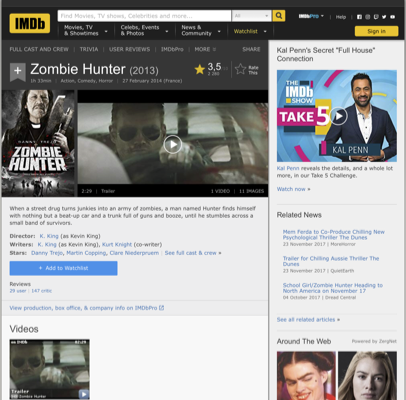 IMDb
Find Movies, TV shows, Celebrities and more...
All
IMDbPro
Help
Movies, TV
& Showtimes
Celebs, Events
& Photos
News &
Community
Watchlist
Sign in
FULL CAST AND CREW | TRIVIA | USER REVIEWS | IMDbPro | MORE
SHARE
Zombie Hunter (2013)
3,5
Rate
This
1h 33min | Action, Comedy, Horror | 27 February 2014 (France)
DANNY TREJO
ZOMBIE
HUNTER
2:29 | Trailer
1 VIDEO | 11 IMAGES
When a street drug turns junkies into an army of zombies, a man named Hunter finds himself
with nothing but a beat-up car and a trunk full of guns and booze, until he stumbles across a
small band of survivors.
Director: K. King (as Kevin King)
Writers: K. King (as Kevin King), Kurt Knight (co-writer)
Stars: Danny Trejo, Martin Copping, Clare Niederpruem | See full cast & crew »
+ Add to Watchlist
Reviews
29 user | 147 critic
View production, box office, & company info on IMDbPro
Videos
02:29
Trailer
Zombie Hunter
Kal Penn's Secret "Full House"
Connection
THE
IMDb
SHOW
TAKE 5
KAL PENN
Kal Penn reveals the details, and a whole lot
more, in our Take 5 Challenge.
Watch now »
Related News
Mem Ferda to Co-Produce Chilling New
Psychological Thriller The Dunes
23 November 2017 | MoreHorror
Trailer for Chilling Aussie Thriller The
Dunes
23 November 2017 | QuietEarth
School Girl/Zombie Hunter Heading to
North America on November 17
04 October 2017 | Dread Central
See all related articles »
Around The Web
Powered by ZergNet